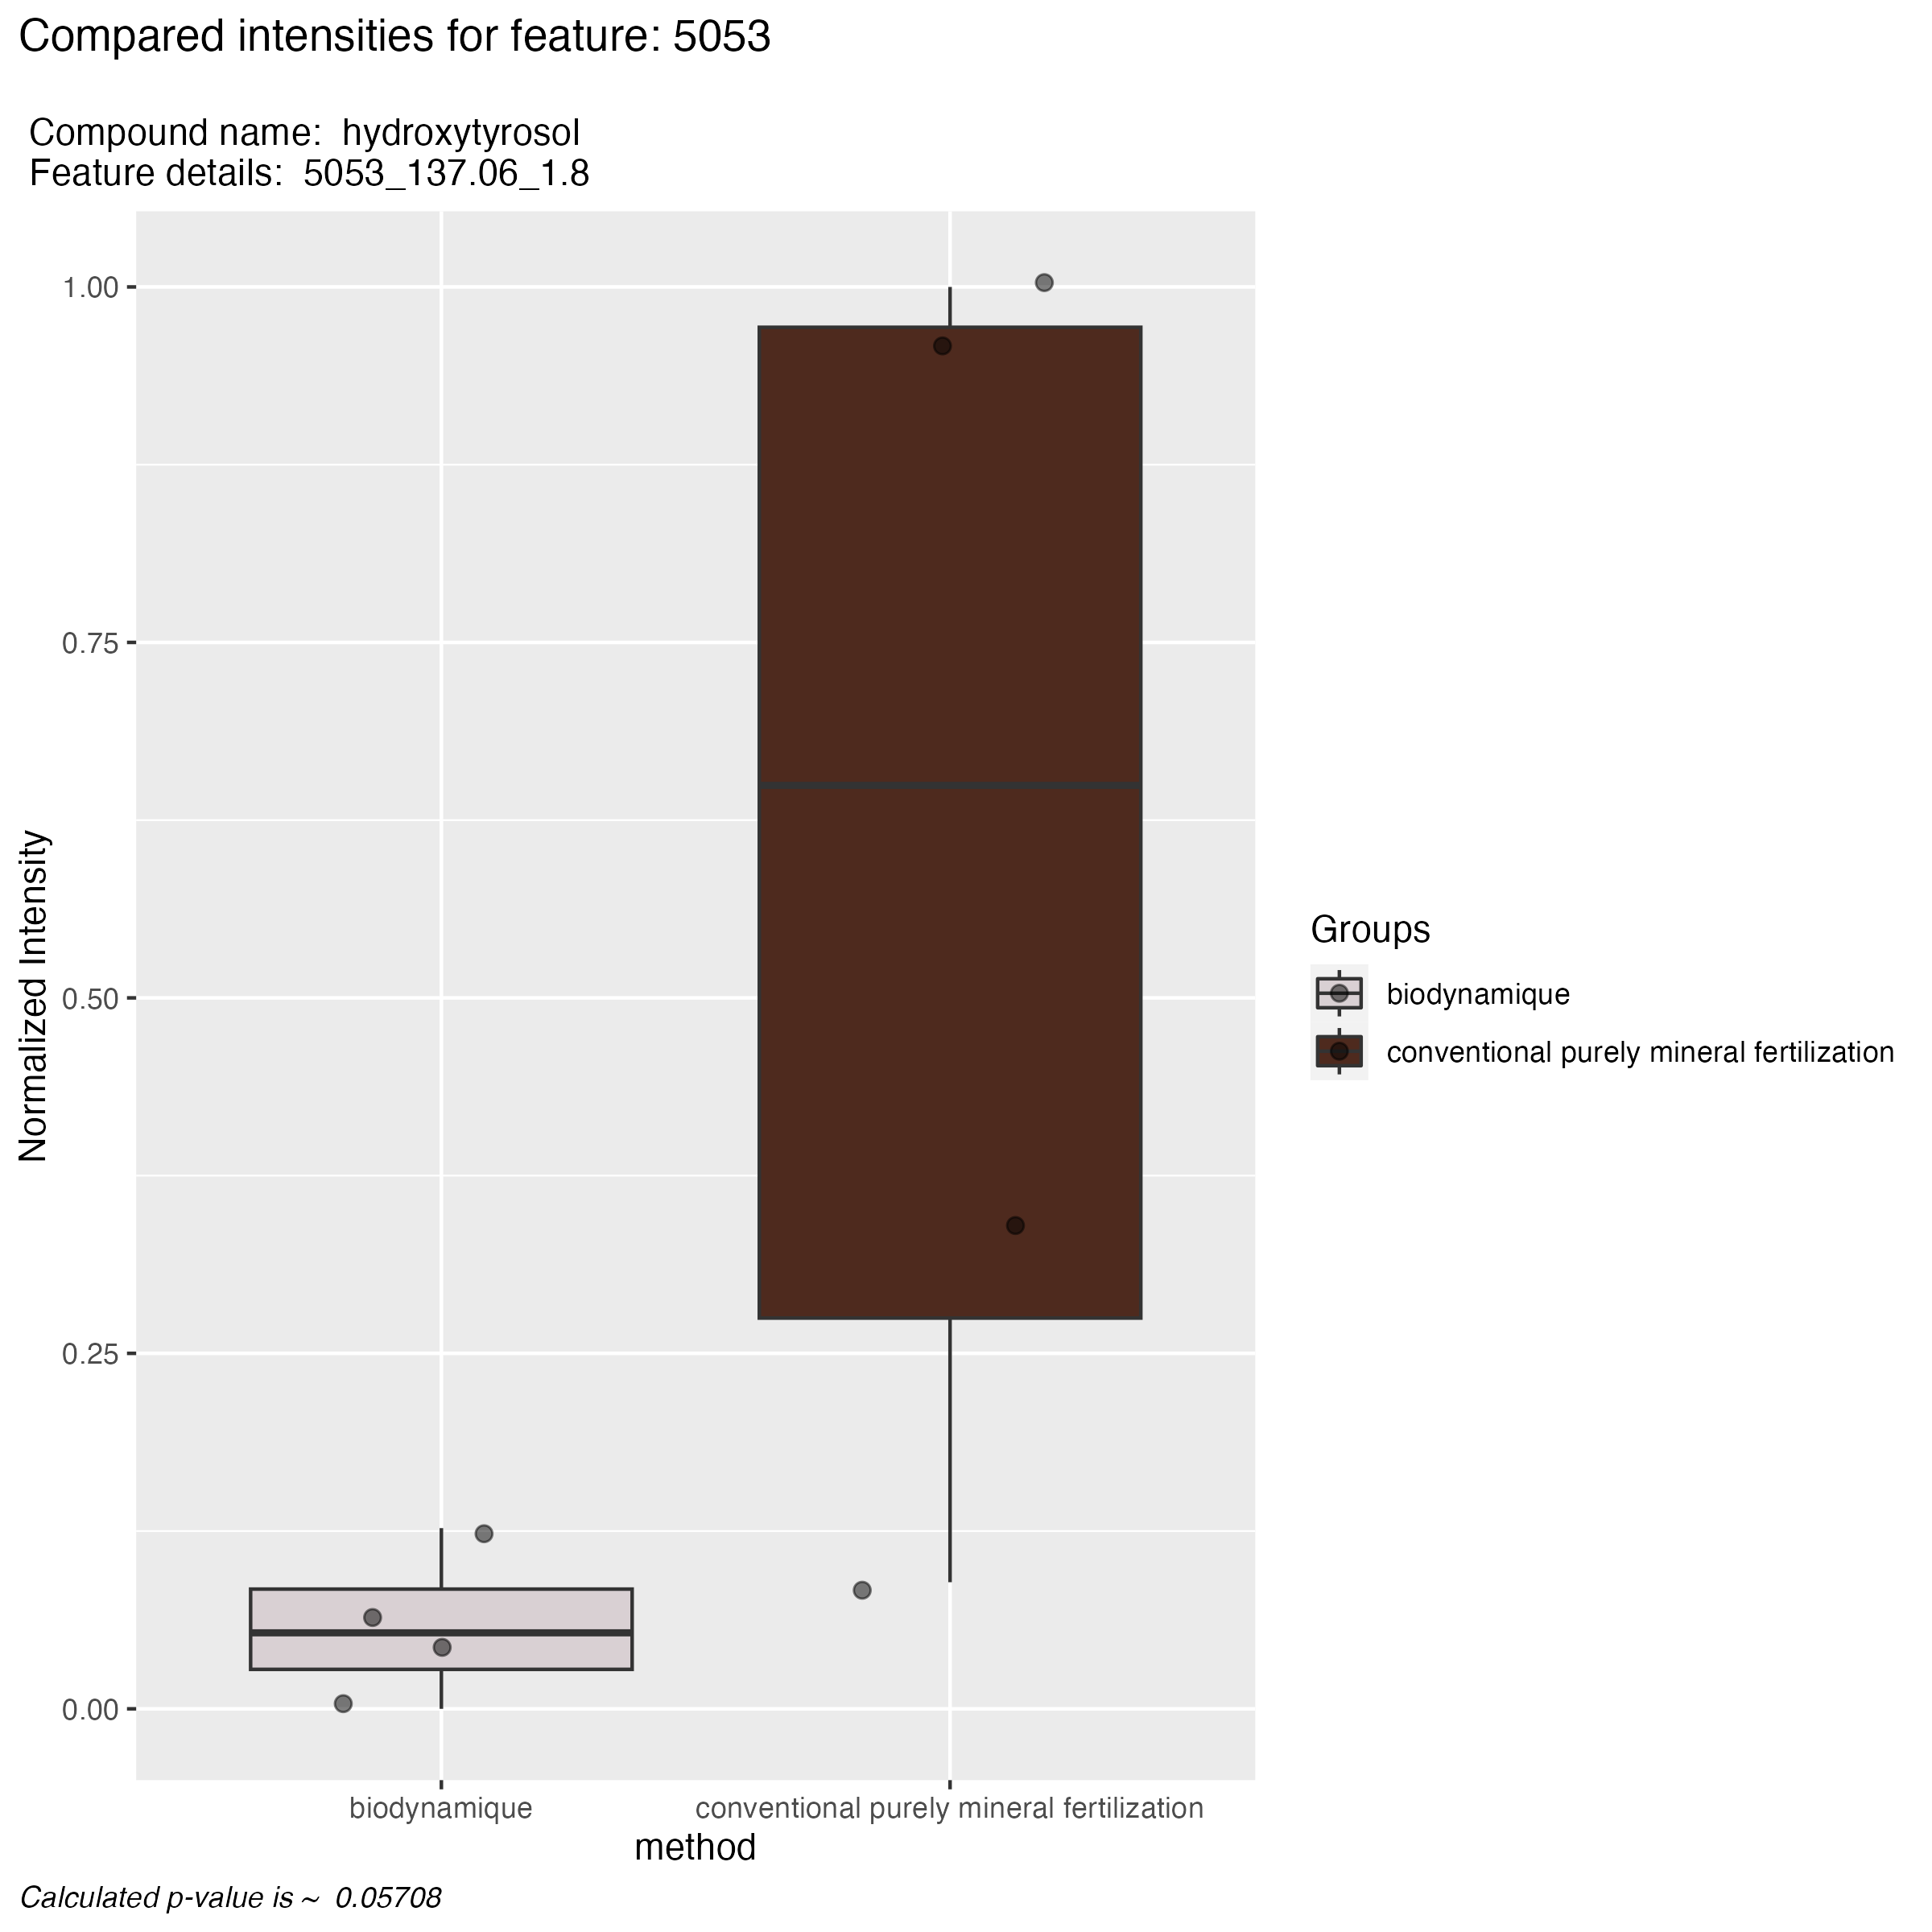 Compared intensities for feature: 5053
Compound name:  hydroxytyrosol
Feature details:  5053_137.06_1.8
1.00
0.75
0.50
0.25
0.00
Normalized Intensity
biodynamique
conventional purely mineral fertilization
method
Groups
biodynamique
conventional purely mineral fertilization
Calculated p-value is ~  0.05708